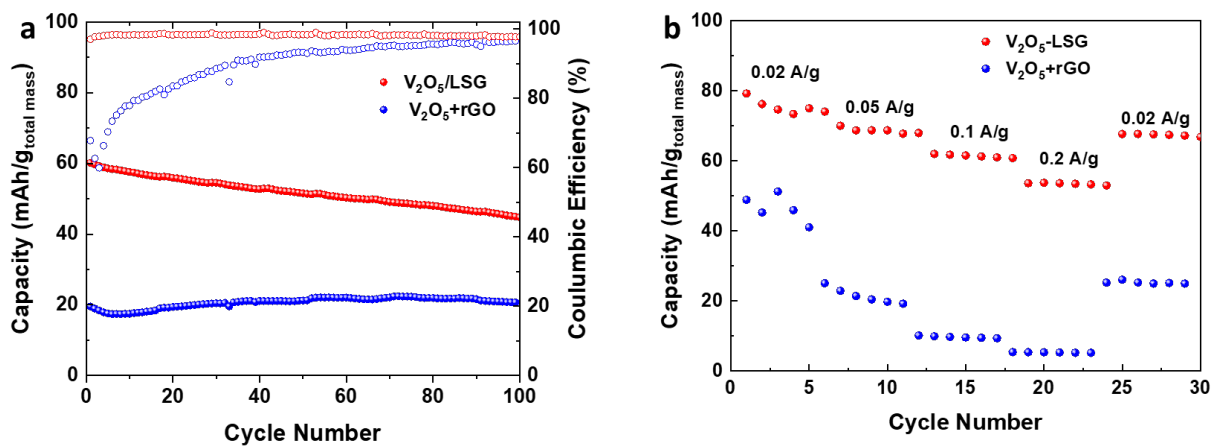 a
V₂O₅/LSG
V₂O₅+rGO
Capacity (mAh/g_total mass)
100
80
60
40
20
0
Coulumbic Efficiency (%)
100
80
60
40
20
0
0 20 40 60 80 100
Cycle Number
b
V₂O₅-LSG
V₂O₅+rGO
0.02 A/g
0.05 A/g
0.1 A/g
0.2 A/g
0.02 A/g
Capacity (mAh/g_total mass)
100
80
60
40
20
0
0 5 10 15 20 25 30
Cycle Number